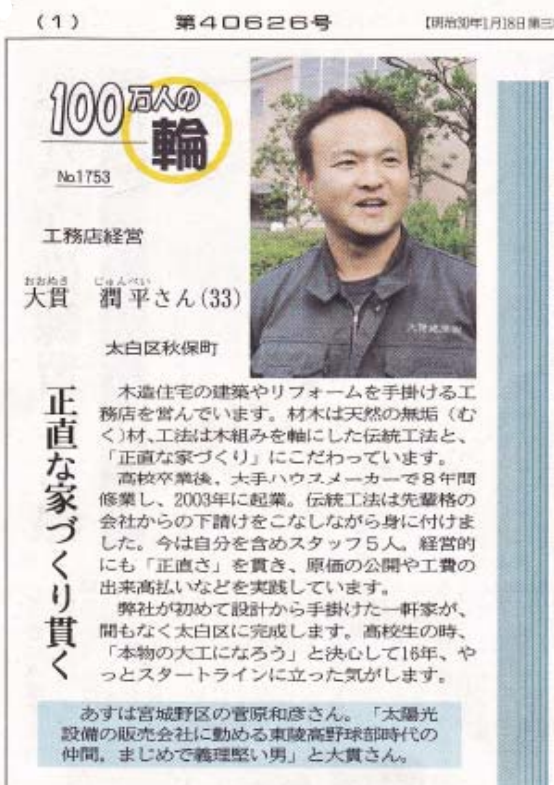 (1)
第40626号
【明治30年1月18日第三
100万人の
輪
No.1753
工務店経営
おおぬき じゅんぺい
大貫 潤平さん(33)
太白区秋保町
正直な家づくり貫く
木造住宅の建築やリフォームを手掛ける工
務店を営んでいます。材木は天然の無垢(む
く)材、工法は木組みを軸にした伝統工法と、
「正直な家づくり」にこだわっています。
高校卒業後、大手ハウスメーカーで8年間
修業し、2003年に起業。伝統工法は先輩格の
会社からの下請けをこなしながら身に付けま
した。今は自分を含めスタッフ5人。経営的
にも「正直さ」を貫き、原価の公開や工費の
出来高払いなどを実践しています。
弊社が初めて設計から手掛けた一軒家が、
間もなく太白区に完成します。高校生の時、
「本物の大工になろう」と決心して16年、や
っとスタートラインに立った気がします。
あすは宮城野区の菅原和彦さん。「太陽光
設備の販売会社に勤める東陵高野球部時代の
仲間。まじめで義理堅い男」と大貫さん。